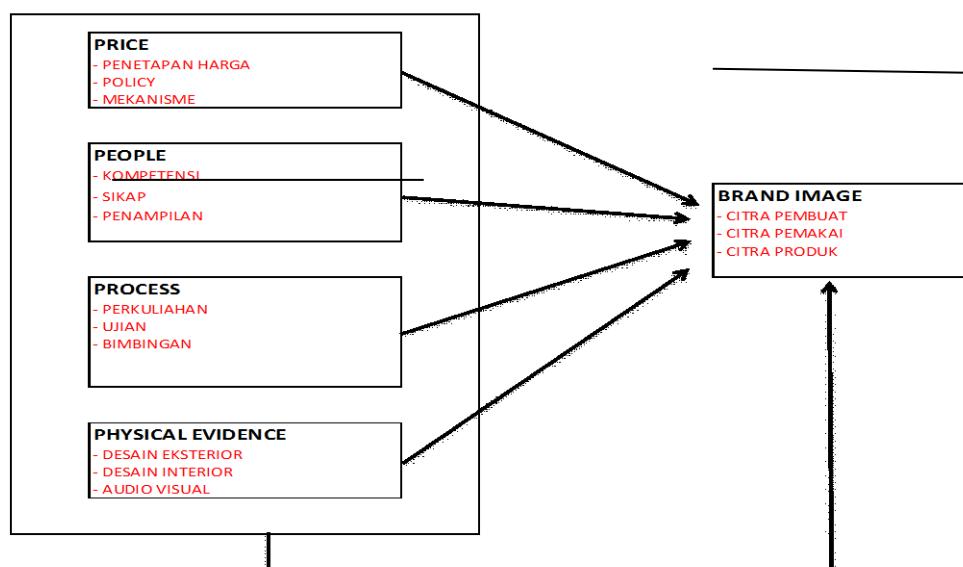 PRICE
- PENETAPAN HARGA
- POLICY
- MEKANISME
PEOPLE
- KOMPETENSI
- SIKAP
- PENAMPILAN
PROCESS
- PERKULIAHAN
- UJIAN
- BIMBINGAN
PHYSICAL EVIDENCE
- DESAIN EKSTERIOR
- DESAIN INTERIOR
- AUDIO VISUAL
BRAND IMAGE
- CITRA PEMBUAT
- CITRA PEMAKAI
- CITRA PRODUK